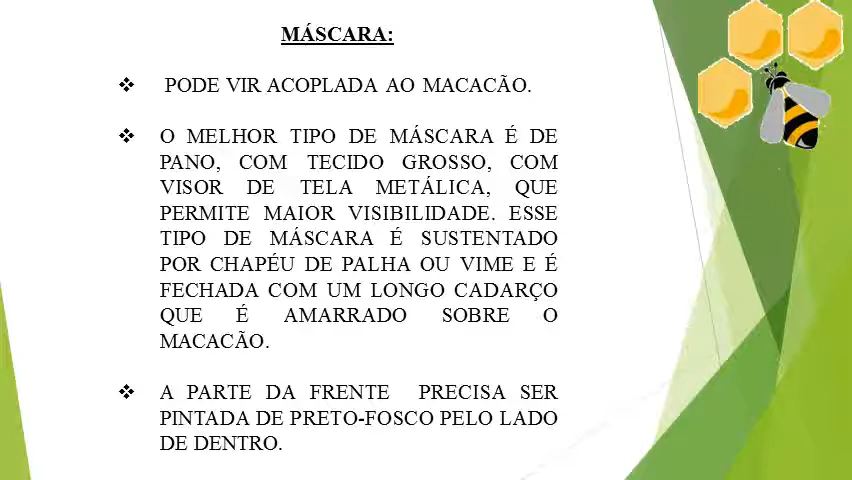 MÁSCARA:
❖ PODE VIR ACOPLADA AO MACACÃO.
❖ O MELHOR TIPO DE MÁSCARA É DE
PANO, COM TECIDO GROSSO, COM
VISOR DE TELA METÁLICA, QUE
PERMITE MAIOR VISIBILIDADE. ESSE
TIPO DE MÁSCARA É SUSTENTADO
POR CHAPÉU DE PALHA OU VIME E É
FECHADA COM UM LONGO CADARÇO
QUE É AMARRADO SOBRE O
MACACÃO.
❖ A PARTE DA FRENTE PRECISA SER
PINTADA DE PRETO-FOSCO PELO LADO
DE DENTRO.